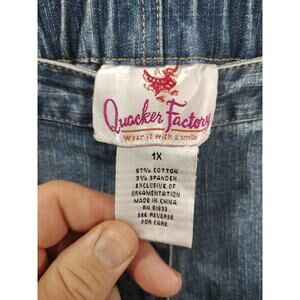 Quacker Factory
Wear it with a smile
1X
97% COTTON
3% SPANDEX
EXCLUSIVE OF
ORNAMENTATION
MADE IN CHINA
RN 91893
SEE REVERSE
FOR CARE